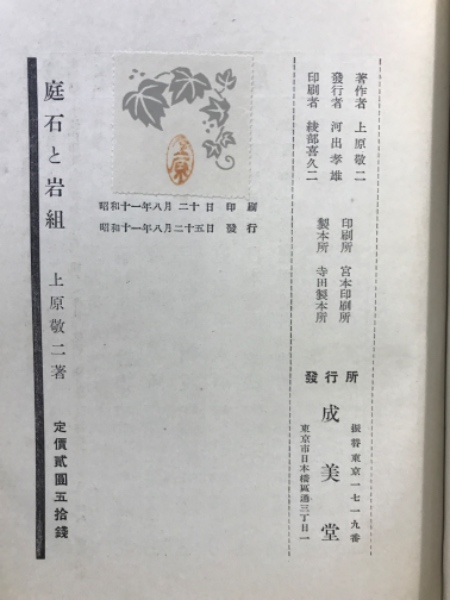 著作者　上原敬二
發行者　河出孝雄
印刷者　綾部喜久二
印刷所　宮本印刷所
製本所　寺田製本所
發行所
成美堂
振替東京一七一九番
東京市日本橋區通三丁目一
上原
昭和十一年八月二十日　印刷
昭和十一年八月二十五日　發行
庭石と岩組　上原敬二著
定價貳圓五拾錢